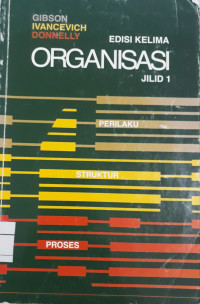 GIBSON
IVANCEVICH
DONNELLY
EDISI KELIMA
ORGANISASI
JILID 1
PERILAKU
STRUKTUR
PROSES